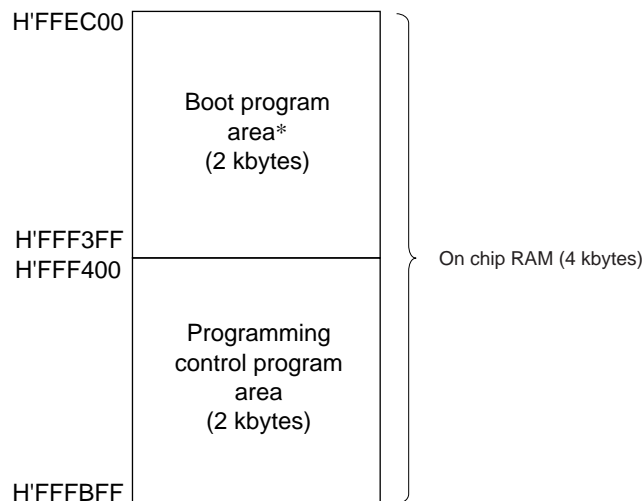 H'FFEC00
Boot program
area*
(2 kbytes)
H'FFF3FF
H'FFF400
On chip RAM (4 kbytes)
Programming
control program
area
(2 kbytes)
H'FFFBFF